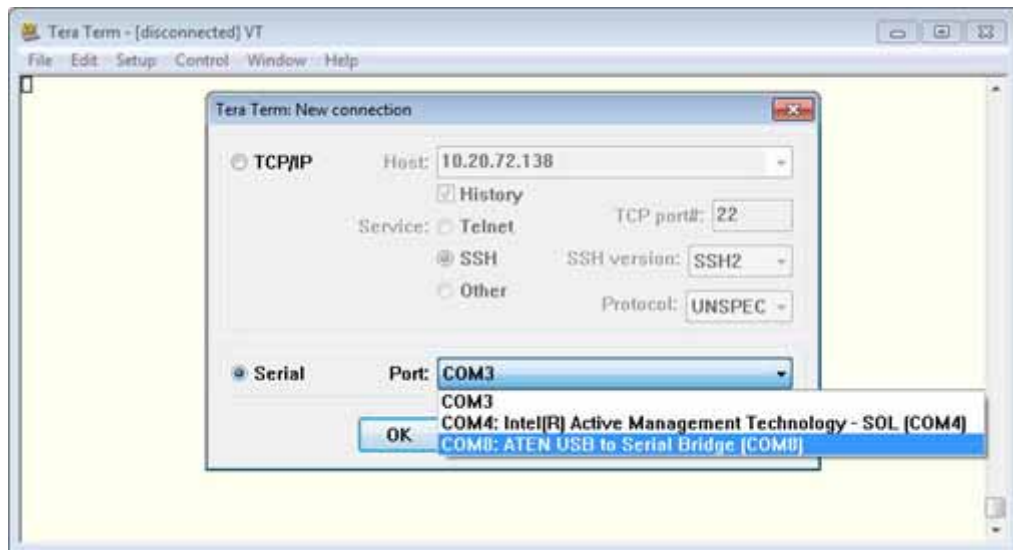 Tera Term - [disconnected] VT
File Edit Setup Control Window Help
Tera Term: New connection
TCP/IP Host: 10.20.72.138
History
Service: Telnet TCP port#: 22
SSH SSH version: SSH2
Other Protocol: UNSPEC
Serial Port: COM3
COM3
COM4: Intel(R) Active Management Technology - SOL (COM4)
OK COM8: ATEN USB to Serial Bridge (COM8)